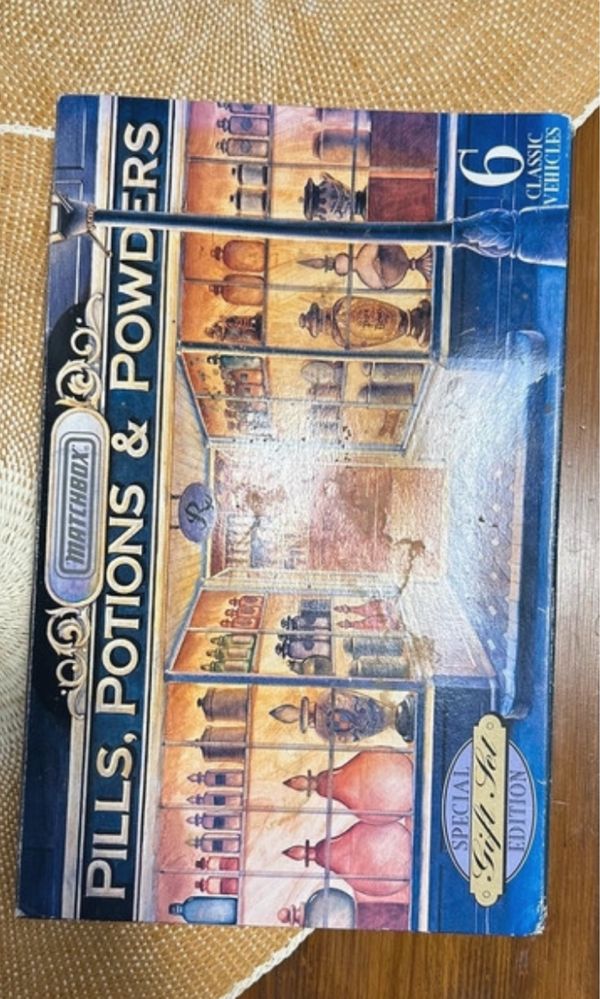 MATCHBOX
PILLS, POTIONS & POWDERS
SPECIAL
Gift Set
EDITION
6
CLASSIC
VEHICLES